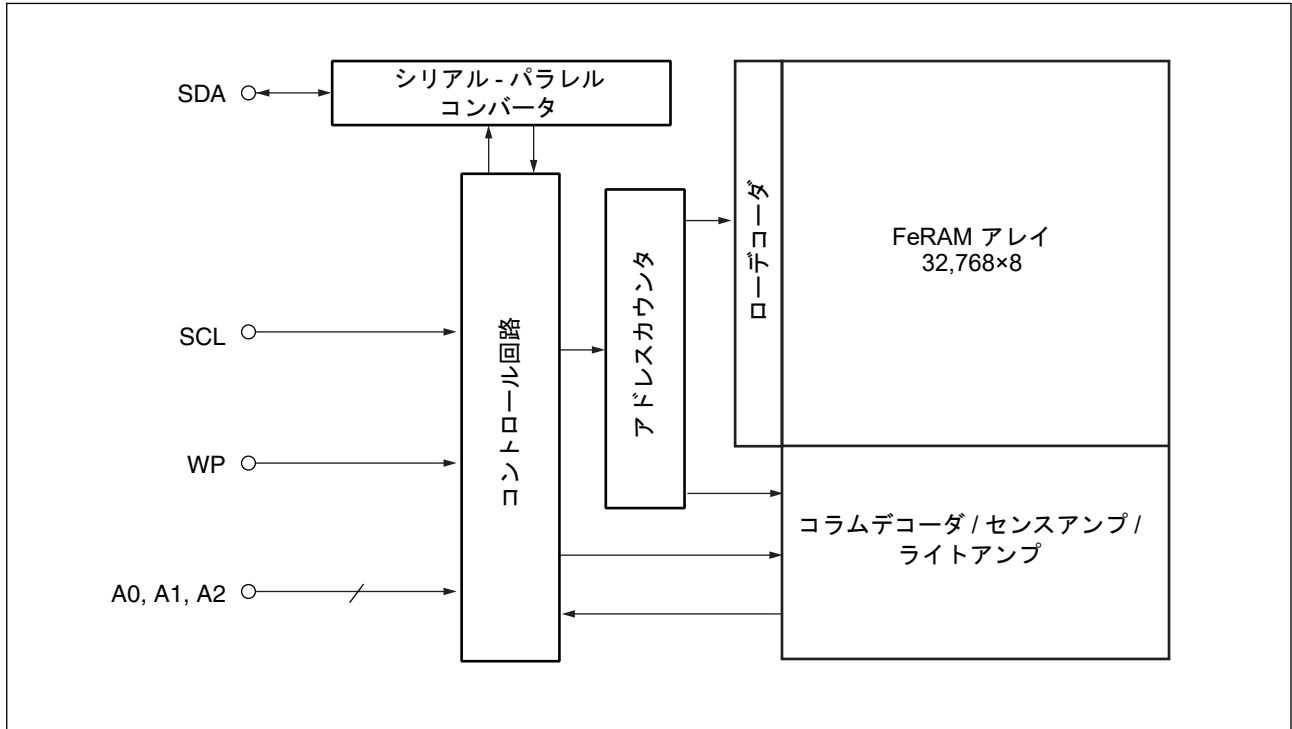 シリアル - パラレル
コンバータ
SDA
SCL
WP
A0, A1, A2
コントロール回路
アドレスカウンタ
ローデコーダ
FeRAM アレイ
32,768×8
コラムデコーダ / センスアンプ /
ライトアンプ